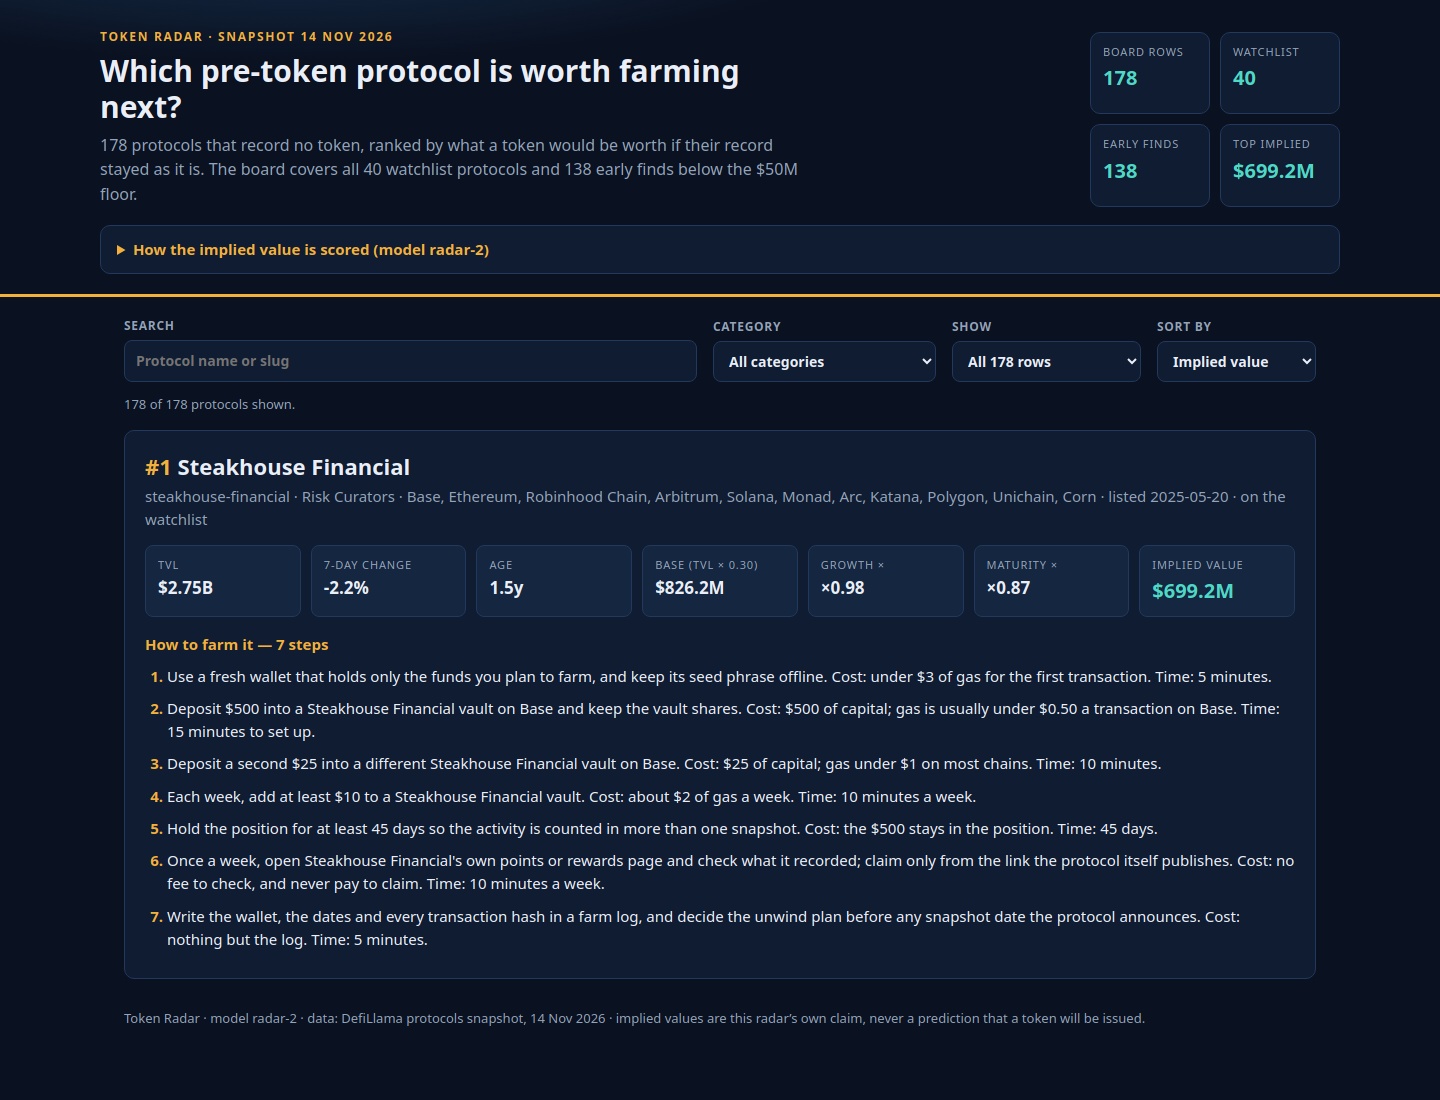 TOKEN RADAR · SNAPSHOT 14 NOV 2026
Which pre-token protocol is worth farming
next?
178 protocols that record no token, ranked by what a token would be worth if their record
stayed as it is. The board covers all 40 watchlist protocols and 138 early finds below the $50M
floor.
BOARD ROWS
178
WATCHLIST
40
EARLY FINDS
138
TOP IMPLIED
$699.2M
▶ How the implied value is scored (model radar-2)
SEARCH
Protocol name or slug
CATEGORY
All categories
SHOW
All 178 rows
SORT BY
Implied value
178 of 178 protocols shown.
#1 Steakhouse Financial
steakhouse-financial · Risk Curators · Base, Ethereum, Robinhood Chain, Arbitrum, Solana, Monad, Arc, Katana, Polygon, Unichain, Corn · listed 2025-05-20 · on the
watchlist
TVL
$2.75B
7-DAY CHANGE
-2.2%
AGE
1.5y
BASE (TVL × 0.30)
$826.2M
GROWTH ×
×0.98
MATURITY ×
×0.87
IMPLIED VALUE
$699.2M
How to farm it — 7 steps
1. Use a fresh wallet that holds only the funds you plan to farm, and keep its seed phrase offline. Cost: under $3 of gas for the first transaction. Time: 5 minutes.
2. Deposit $500 into a Steakhouse Financial vault on Base and keep the vault shares. Cost: $500 of capital; gas is usually under $0.50 a transaction on Base. Time:
15 minutes to set up.
3. Deposit a second $25 into a different Steakhouse Financial vault on Base. Cost: $25 of capital; gas under $1 on most chains. Time: 10 minutes.
4. Each week, add at least $10 to a Steakhouse Financial vault. Cost: about $2 of gas a week. Time: 10 minutes a week.
5. Hold the position for at least 45 days so the activity is counted in more than one snapshot. Cost: the $500 stays in the position. Time: 45 days.
6. Once a week, open Steakhouse Financial's own points or rewards page and check what it recorded; claim only from the link the protocol itself publishes. Cost: no
fee to check, and never pay to claim. Time: 10 minutes a week.
7. Write the wallet, the dates and every transaction hash in a farm log, and decide the unwind plan before any snapshot date the protocol announces. Cost:
nothing but the log. Time: 5 minutes.
Token Radar · model radar-2 · data: DefiLlama protocols snapshot, 14 Nov 2026 · implied values are this radar's own claim, never a prediction that a token will be issued.